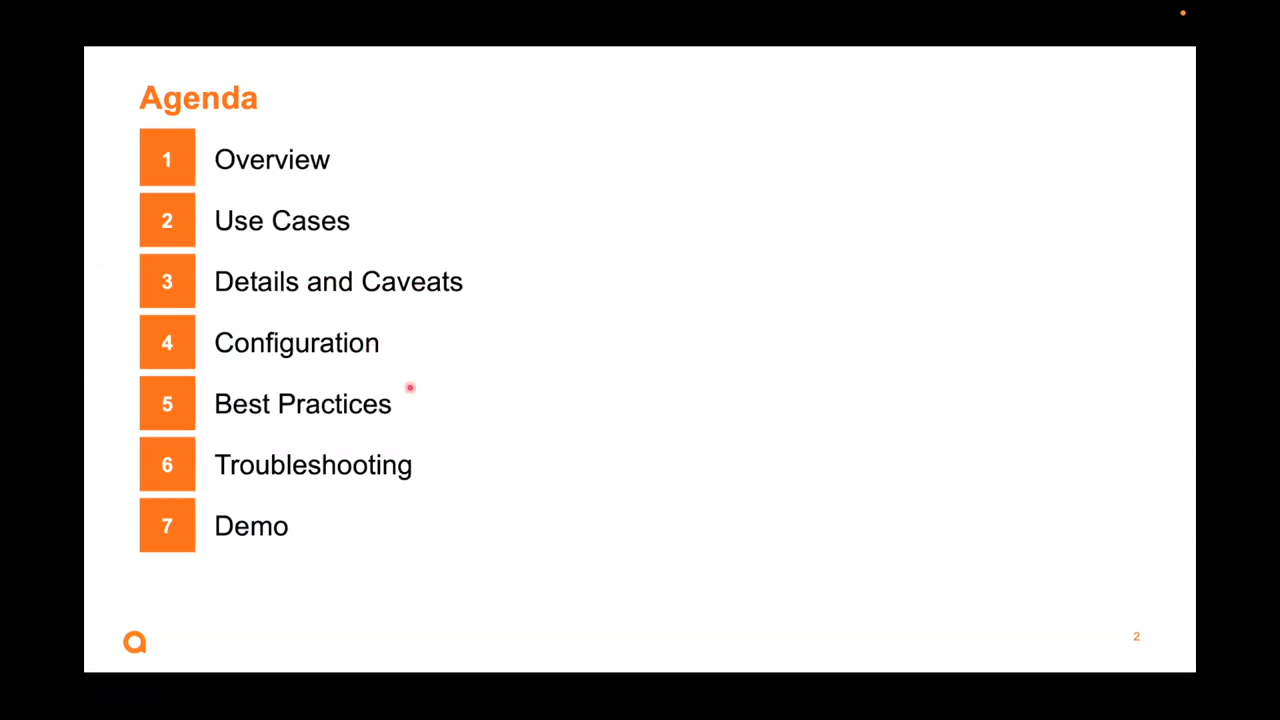 Agenda
1 Overview
2 Use Cases
3 Details and Caveats
4 Configuration
5 Best Practices
6 Troubleshooting
7 Demo
2